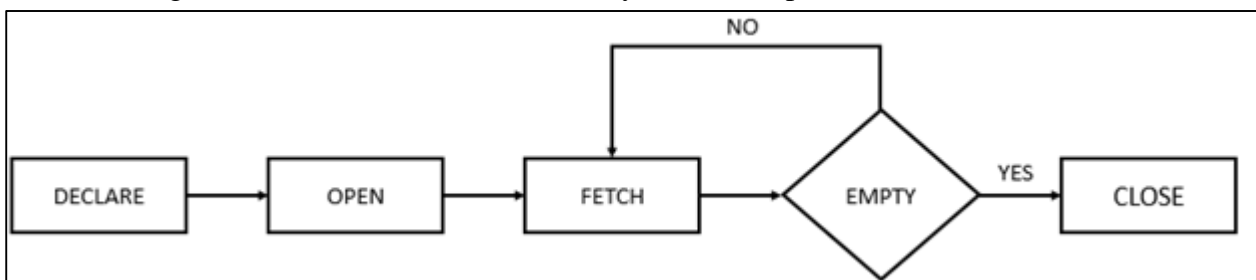 NO
DECLARE
OPEN
FETCH
EMPTY
YES
CLOSE